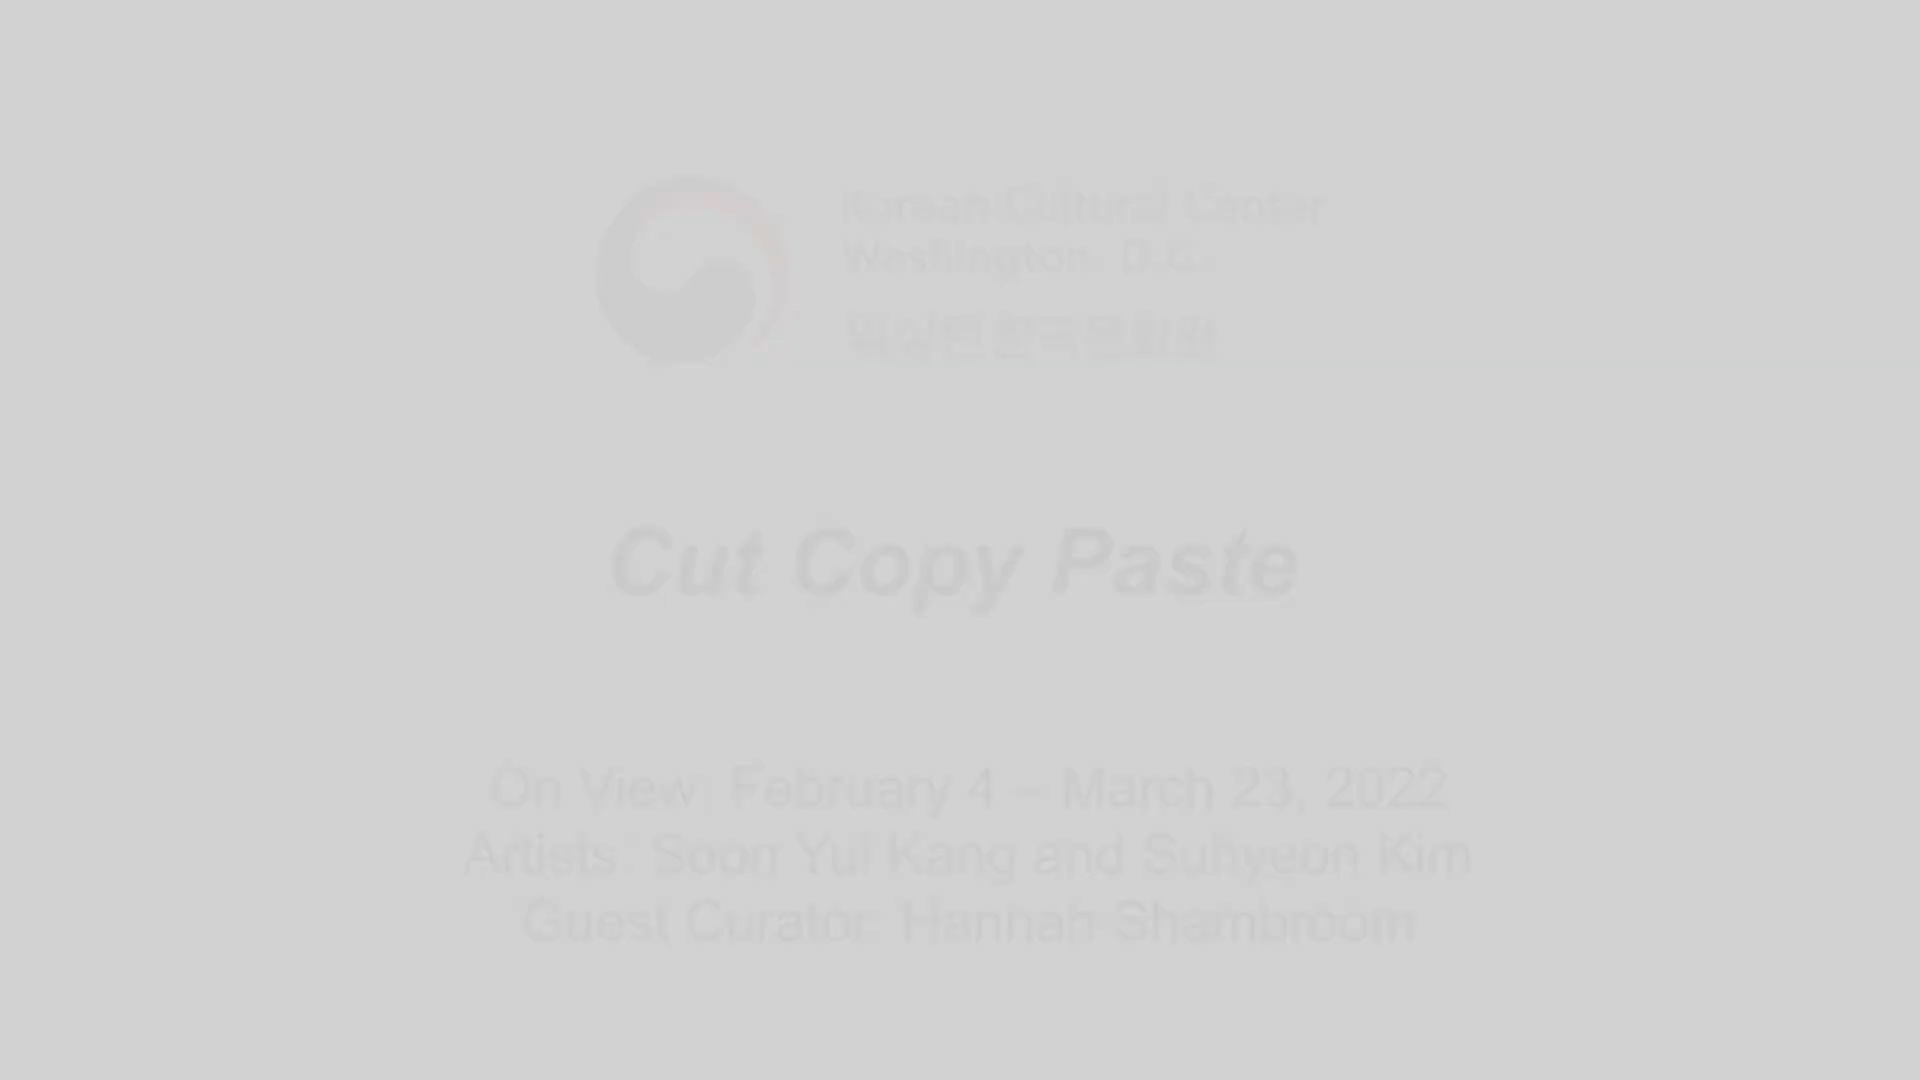 Korean Cultural Center
Washington, D.C.
워싱턴한국문화원
Cut Copy Paste
On View: February 4 – March 23, 2022
Artists: Soon Yul Kang and Suhyeon Kim
Guest Curator: Hannah Shambroom